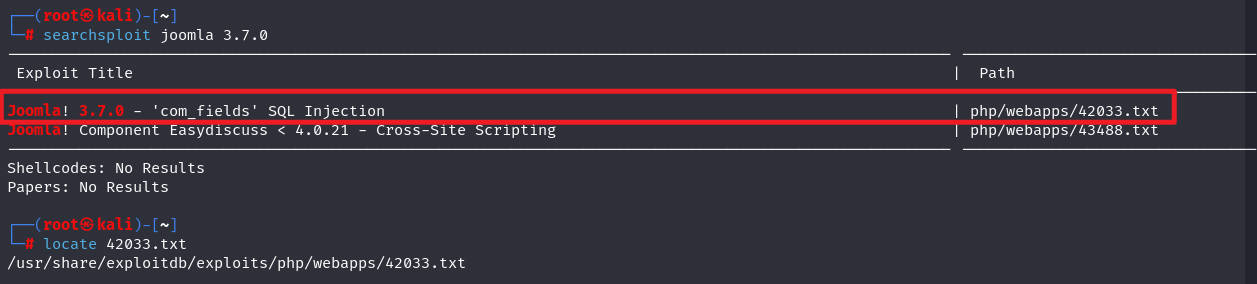 ┌──(root㉿kali)-[~]
└─# searchsploit joomla 3.7.0
Exploit Title | Path
Joomla! 3.7.0 - 'com_fields' SQL Injection | php/webapps/42033.txt
Joomla! Component Easydiscuss < 4.0.21 - Cross-Site Scripting | php/webapps/43488.txt
Shellcodes: No Results
Papers: No Results
┌──(root㉿kali)-[~]
└─# locate 42033.txt
/usr/share/exploitdb/exploits/php/webapps/42033.txt